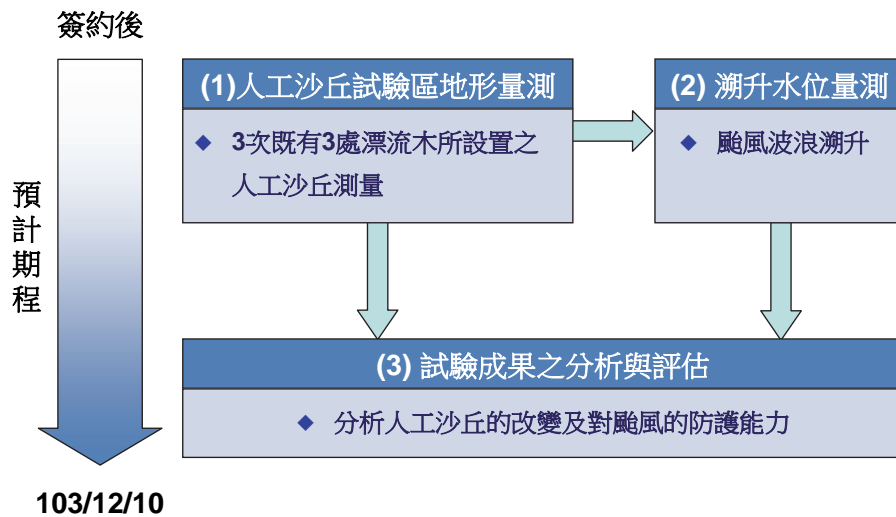 簽約後
預計期程
103/12/10
(1)人工沙丘試驗區地形量測
◆ 3次既有3處漂流木所設置之
人工沙丘測量
(2) 溯升水位量測
◆ 颱風波浪溯升
(3) 試驗成果之分析與評估
◆ 分析人工沙丘的改變及對颱風的防護能力